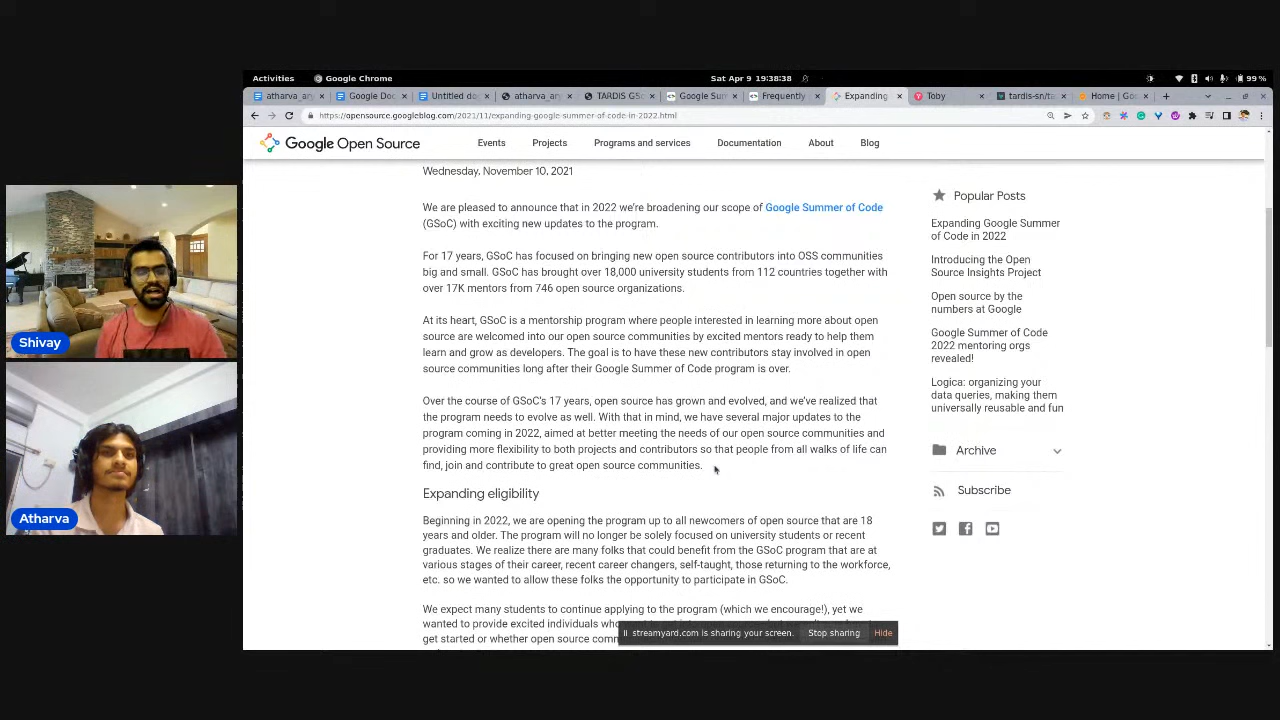 Activities
Google Chrome
Sat Apr 9 19:38:38
99 %
atharva_ar
Google Doc
Untitled do
atharva_ar
TARDIS GSo
Google Sum
Frequently
Expanding
Toby
tardis-sn/ta
Home | Go
https://opensource.googleblog.com/2021/11/expanding-google-summer-of-code-in-2022.html
Google Open Source
Events
Projects
Programs and services
Documentation
About
Blog
Wednesday, November 10, 2021
We are pleased to announce that in 2022 we're broadening our scope of Google Summer of Code
(GSoC) with exciting new updates to the program.
For 17 years, GSoC has focused on bringing new open source contributors into OSS communities
big and small. GSoC has brought over 18,000 university students from 112 countries together with
over 17K mentors from 746 open source organizations.
At its heart, GSoC is a mentorship program where people interested in learning more about open
source are welcomed into our open source communities by excited mentors ready to help them
learn and grow as developers. The goal is to have these new contributors stay involved in open
source communities long after their Google Summer of Code program is over.
Over the course of GSoC's 17 years, open source has grown and evolved, and we've realized that
the program needs to evolve as well. With that in mind, we have several major updates to the
program coming in 2022, aimed at better meeting the needs of our open source communities and
providing more flexibility to both projects and contributors so that people from all walks of life can
find, join and contribute to great open source communities.
Expanding eligibility
Beginning in 2022, we are opening the program up to all newcomers of open source that are 18
years and older. The program will no longer be solely focused on university students or recent
graduates. We realize there are many folks that could benefit from the GSoC program that are at
various stages of their career, recent career changers, self-taught, those returning to the workforce,
etc. so we wanted to allow these folks the opportunity to participate in GSoC.
We expect many students to continue applying to the program (which we encourage!), yet we
wanted to provide excited individuals who
get started or whether open source comm
Popular Posts
Expanding Google Summer
of Code in 2022
Introducing the Open
Source Insights Project
Open source by the
numbers at Google
Google Summer of Code
2022 mentoring orgs
revealed!
Logica: organizing your
data queries, making them
universally reusable and fun
Archive
Subscribe
streamyard.com is sharing your screen.
Stop sharing
Hide
Shivay
Atharva